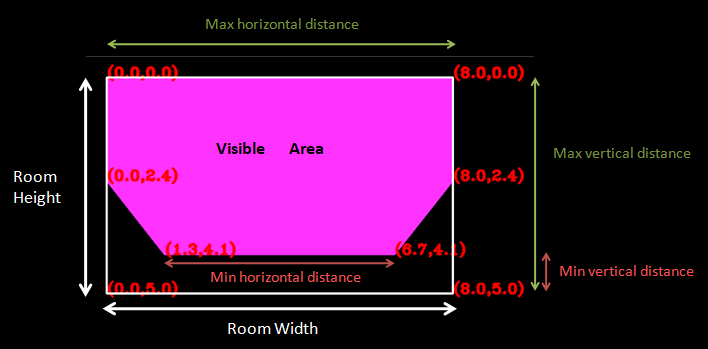 Max horizontal distance
(0.0,0.0)
(8.0,0.0)
Visible Area
Max vertical distance
Room
Height
(0.0,2.4)
(8.0,2.4)
(1.3,4.1)
(6.7,4.1)
Min horizontal distance
Min vertical distance
(0.0,5.0)
(8.0,5.0)
Room Width